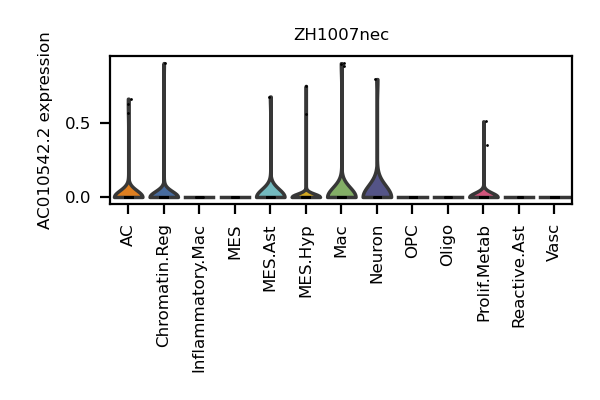 ZH1007nec
AC010542.2 expression
0.5
0.0
AC
Chromatin.Reg
Inflammatory.Mac
MES
MES.Ast
MES.Hyp
Mac
Neuron
OPC
Oligo
Prolif.Metab
Reactive.Ast
Vasc